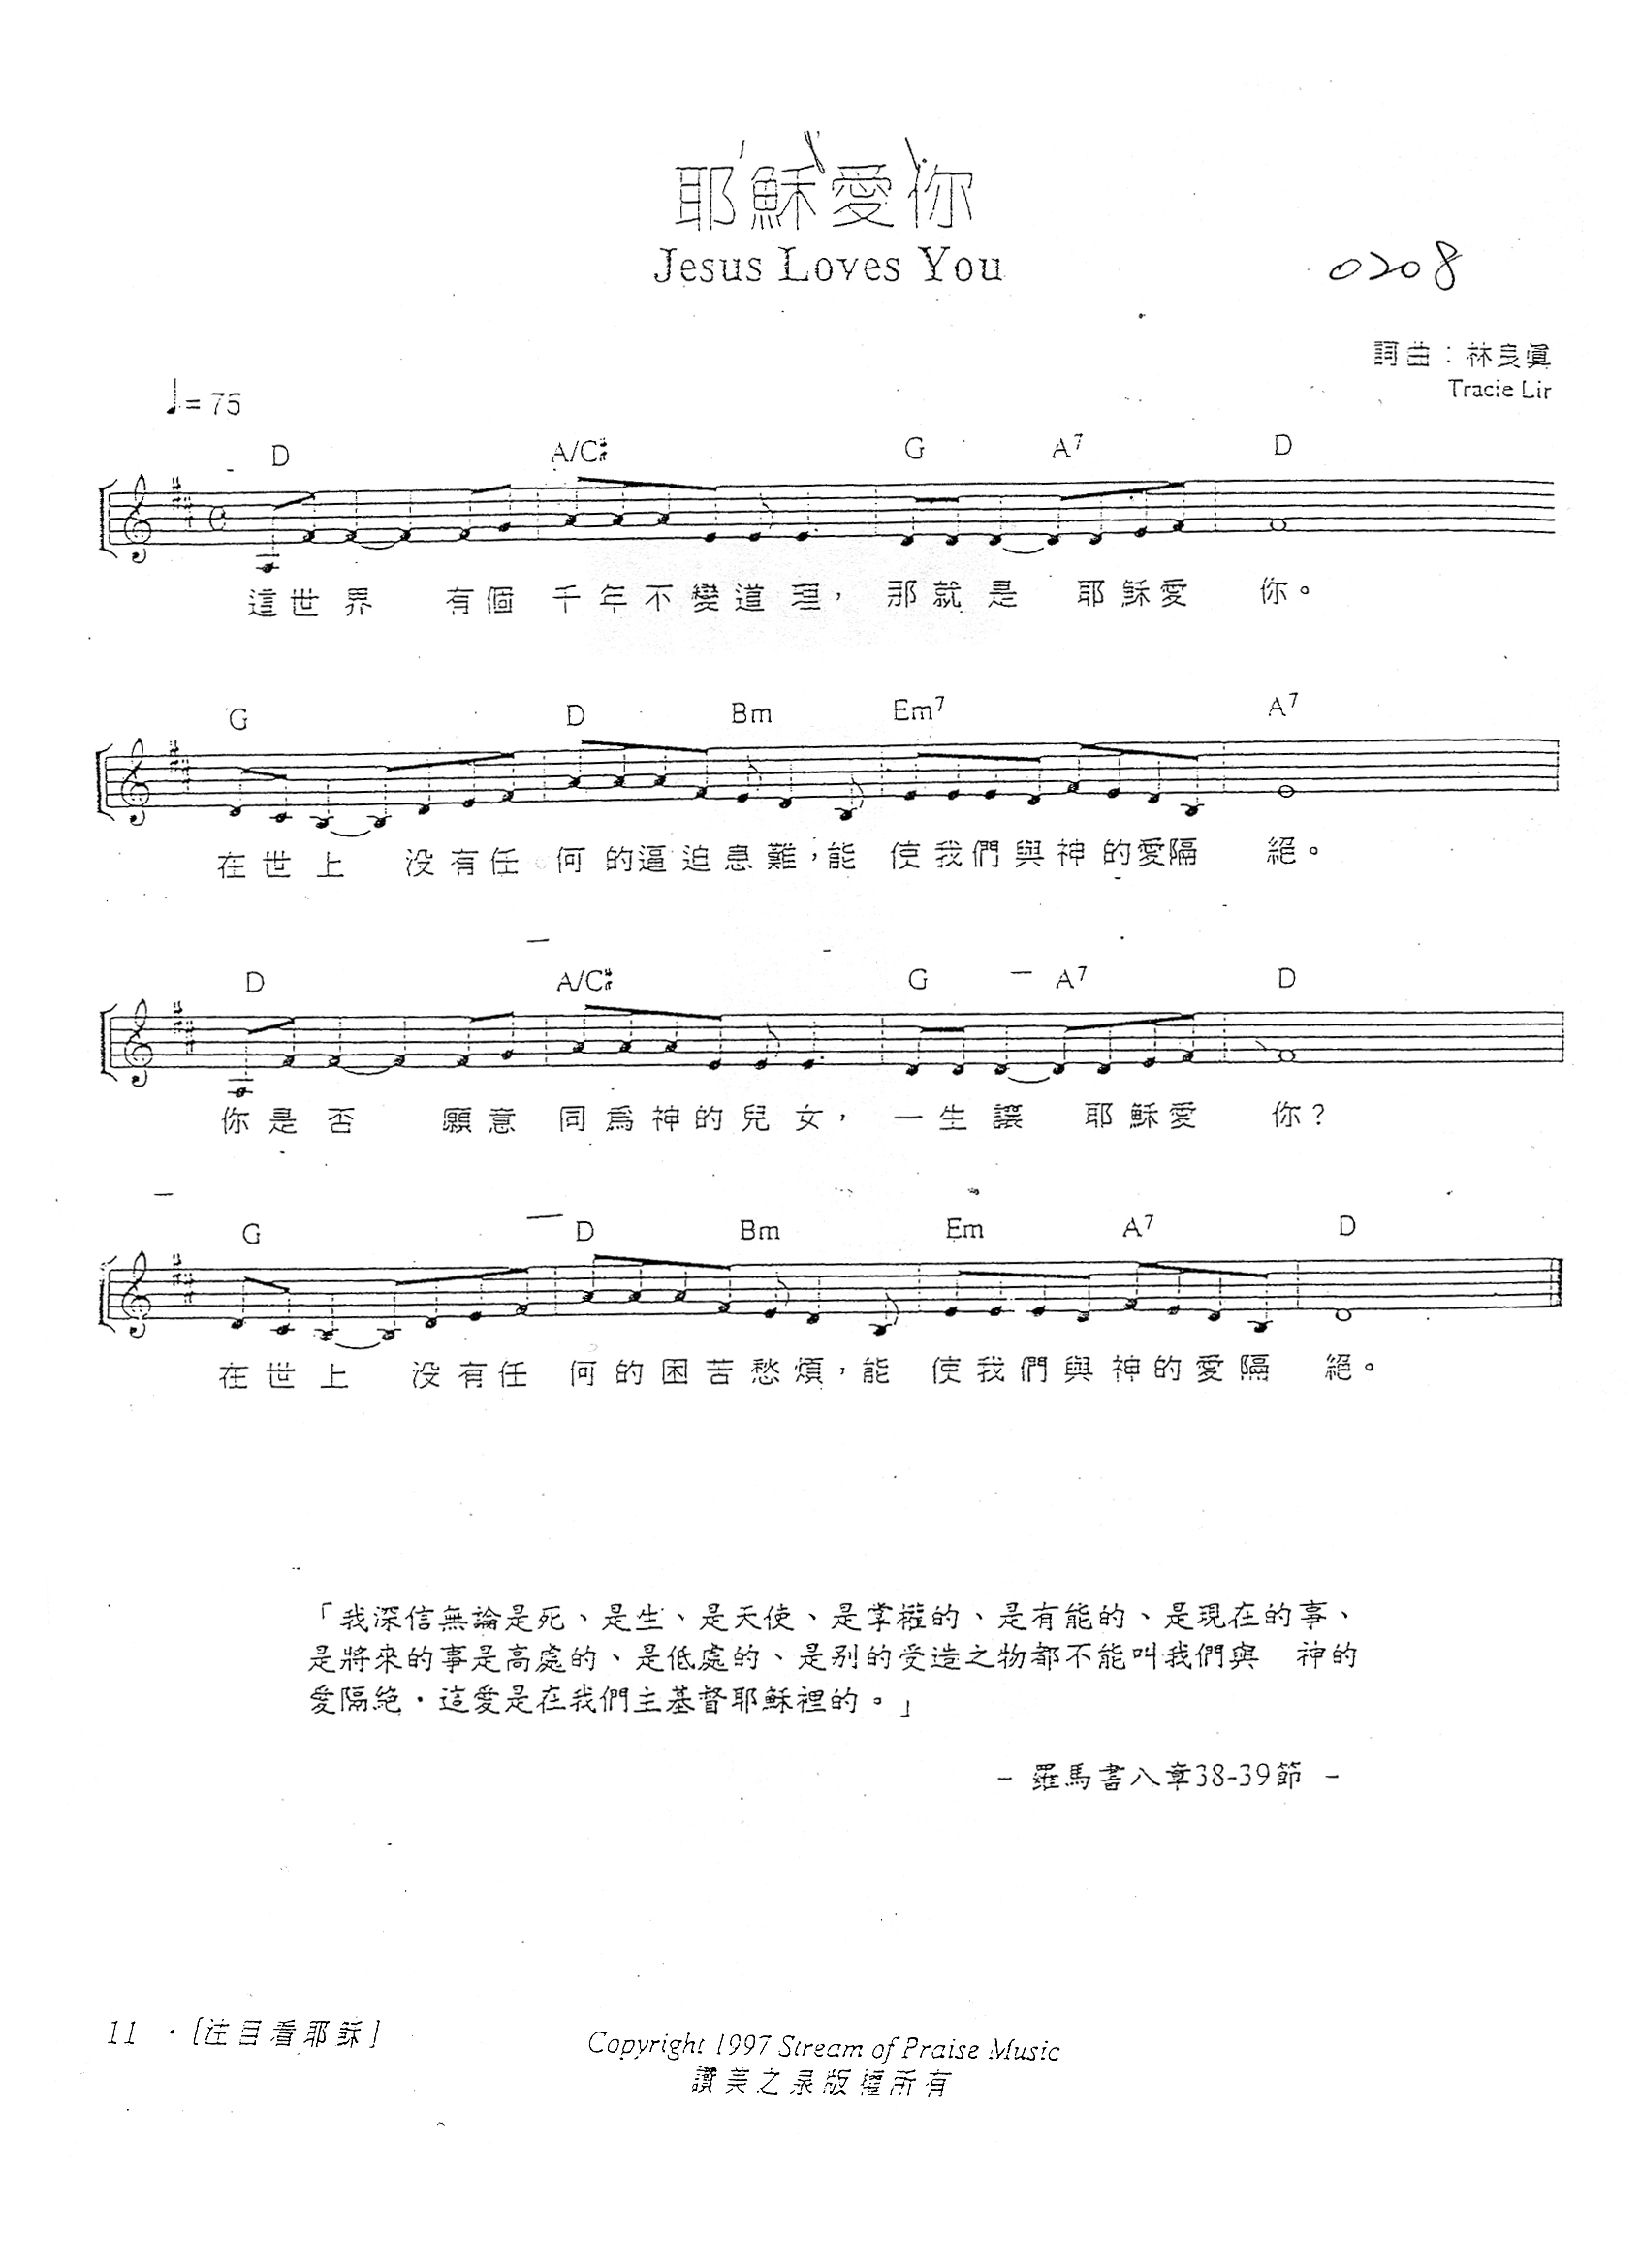 耶穌愛你
Jesus Loves You
0208
詞曲：林良眞
Tracie Lin
♩= 75
D A/C# G A7 D
這世界 有個 千年不變道理， 那就是 耶穌愛 你。
G D Bm Em7 A7
在世上 没有任 何的逼迫患難，能 使我們與神的愛隔 絕。
D A/C# G A7 D
你是否 願意 同爲神的兒女， 一生讓 耶穌愛 你？
G D Bm Em A7 D
在世上 没有任 何的困苦愁煩，能 使我們與神的愛隔 絕。
「我深信無論是死、是生、是天使、是掌權的、是有能的、是現在的事、
是將來的事是高處的、是低處的、是别的受造之物都不能叫我們與　神的
愛隔絶．這愛是在我們主基督耶穌裡的。」
– 羅馬書八章38-39節 –
11 ．[注目看耶穌]
Copyright 1997 Stream of Praise Music
讚美之泉版權所有